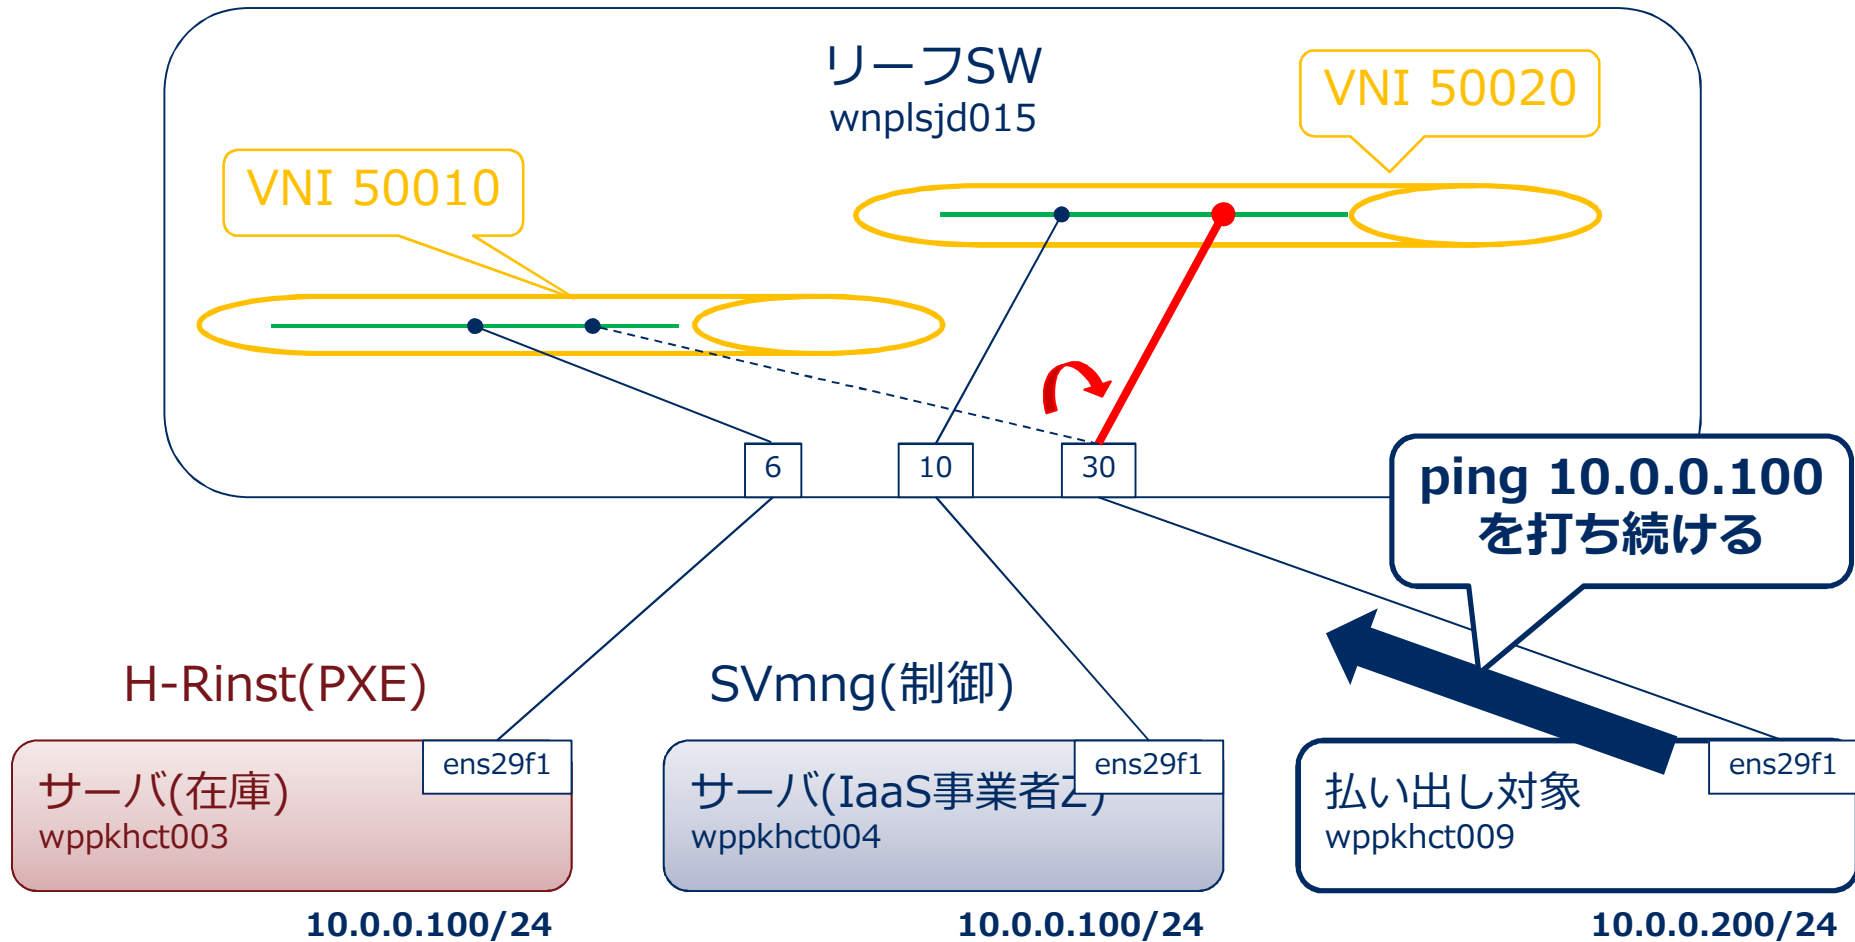 リーフSW
wnplsjd015
VNI 50020
VNI 50010
6
10
30
ping 10.0.0.100
を打ち続ける
H-Rinst(PXE)
SVmng(制御)
ens29f1
サーバ(在庫)
wppkhct003
ens29f1
サーバ(IaaS事業者Z)
wppkhct004
ens29f1
払い出し対象
wppkhct009
10.0.0.100/24
10.0.0.100/24
10.0.0.200/24